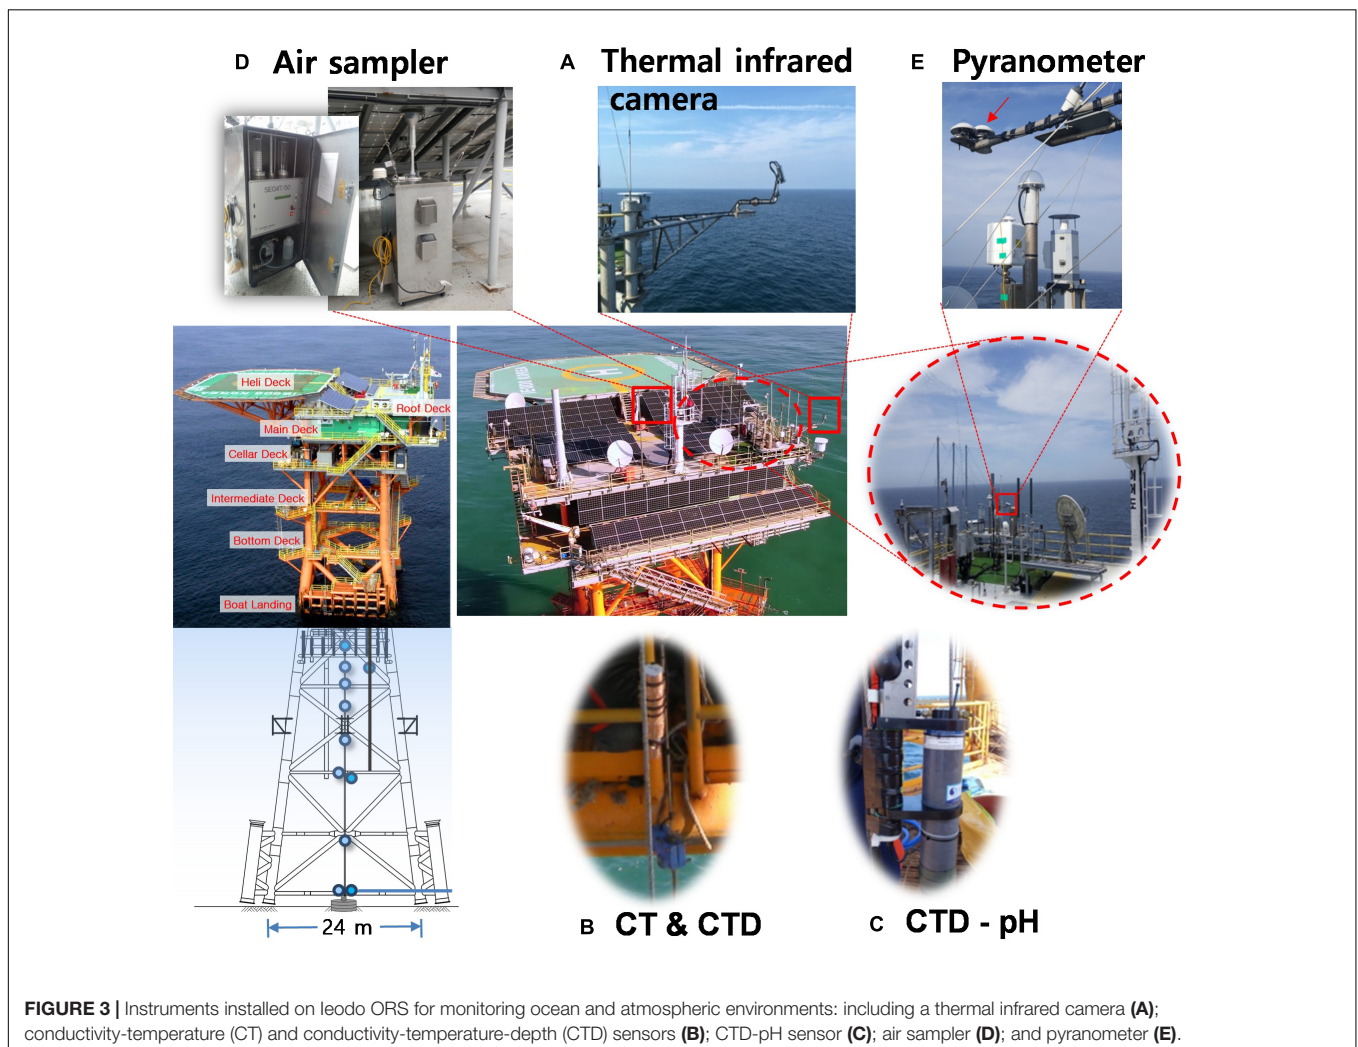 D Air sampler
A Thermal infrared
camera
E Pyranometer
SEOAT-150
Heli Deck
Roof Deck
Main Deck
Cellar Deck
Intermediate Deck
Bottom Deck
Boat Landing
H
24 m
B CT & CTD
C CTD - pH
FIGURE 3 | Instruments installed on Ieodo ORS for monitoring ocean and atmospheric environments: including a thermal infrared camera (A);
conductivity-temperature (CT) and conductivity-temperature-depth (CTD) sensors (B); CTD-pH sensor (C); air sampler (D); and pyranometer (E).